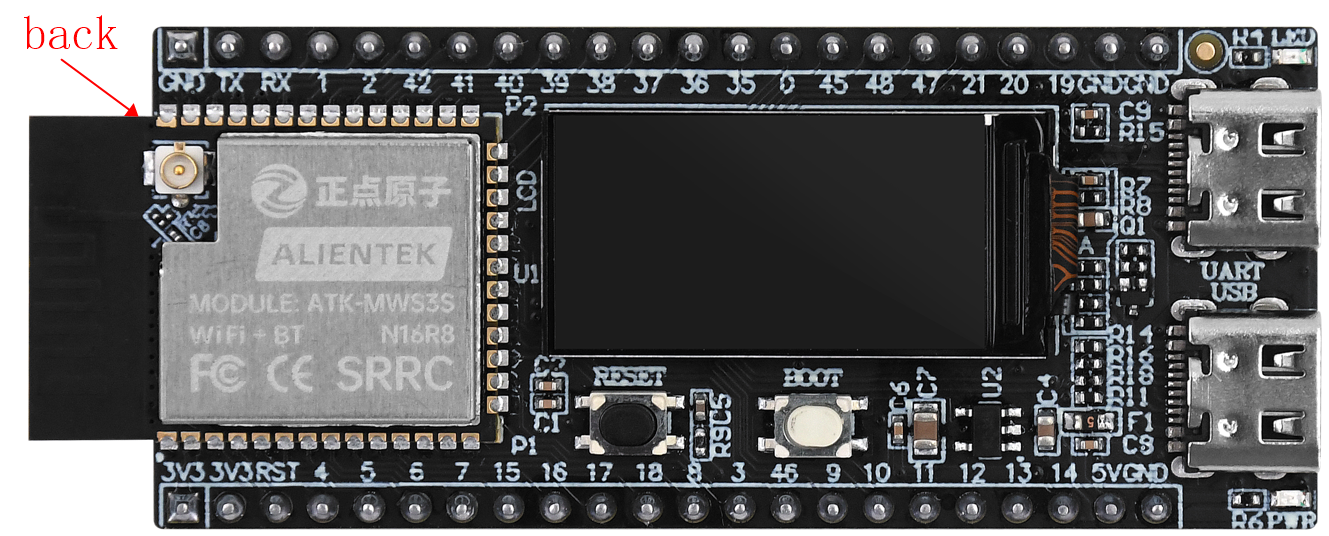 back
R4 LED
GND TX RX 1 2 42 41 40 39 38 37 36 35 0 45 48 47 21 20 19 GND GND
P2
C9
R15
正点原子
ALIENTEK
MODULE: ATK-MWS3S
WiFi + BT N16R8
FC CE SRRC
LCD
U1
R7
R8
Q1
A
UART
USB
R14
R16
R18
R11
F1
C8
C3
C1
RESET
R9 C5
BOOT
C6
C7
U2
C4
P1
3V3 3V3 RST 4 5 6 7 15 16 17 18 8 3 46 9 10 11 12 13 14 5V GND
R6 PWR